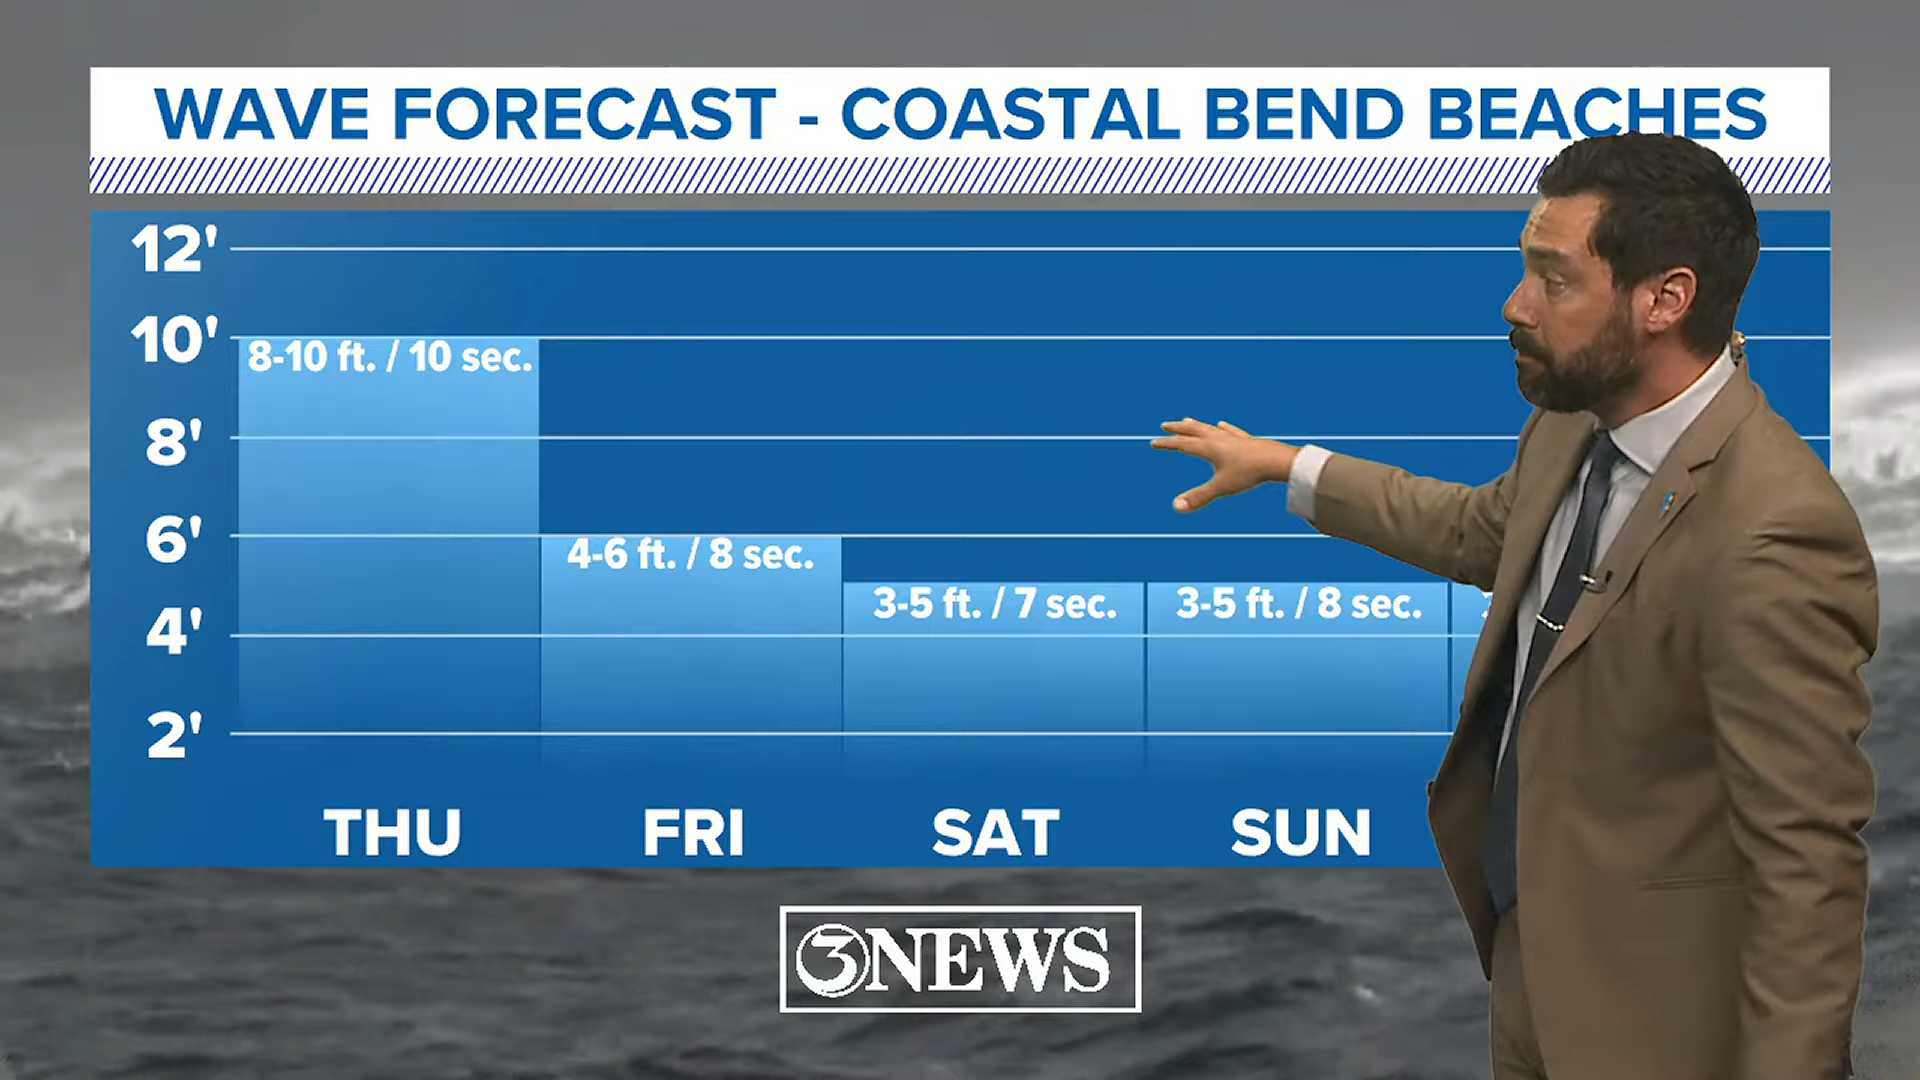 WAVE FORECAST - COASTAL BEND BEACHES
12'
10'
8-10 ft. / 10 sec.
8'
6'
4-6 ft. / 8 sec.
3-5 ft. / 7 sec.
3-5 ft. / 8 sec.
4'
2'
THU
FRI
SAT
SUN
3NEWS